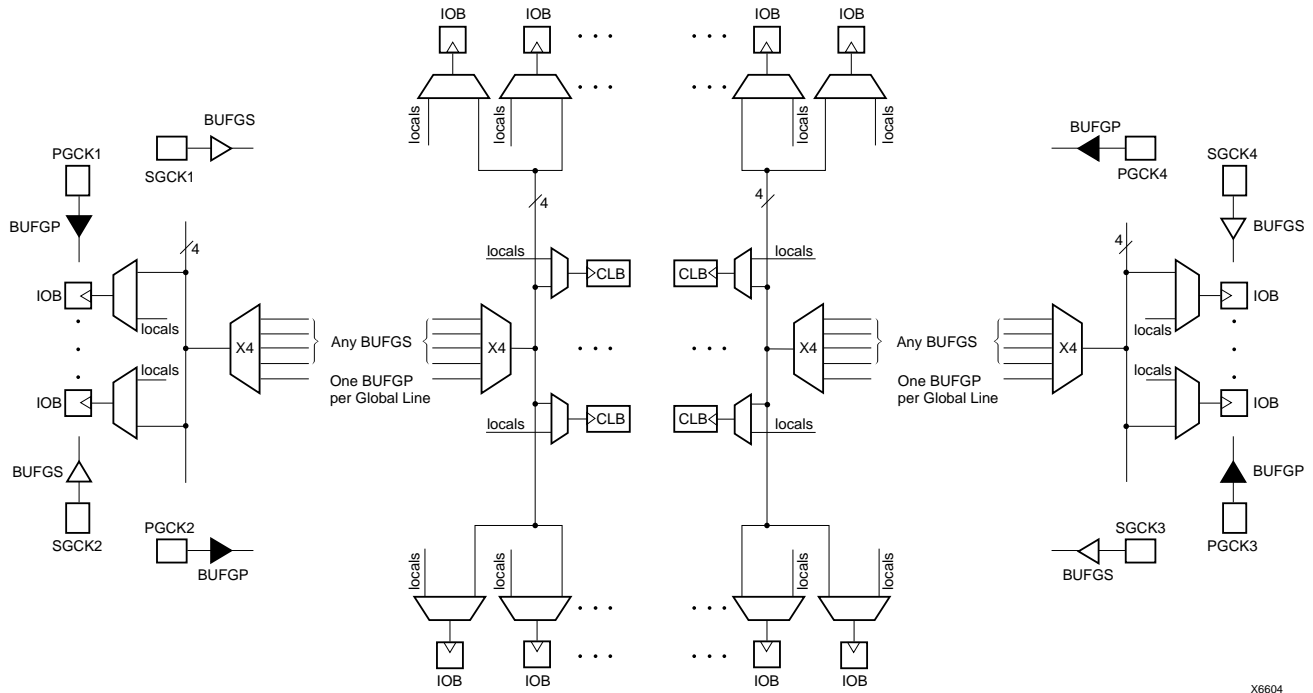 IOB IOB • • • • • • IOB IOB
• • • • • •
locals locals locals locals
BUFGS BUFGP
PGCK1 SGCK4
SGCK1 PGCK4
BUFGP 4 4 4 4 BUFGS
locals CLB CLB locals
IOB IOB
locals locals
X4 Any BUFGS X4 • • • • • • X4 Any BUFGS X4
locals locals
One BUFGP One BUFGP
IOB per Global Line per Global Line IOB
locals CLB CLB locals
BUFGS BUFGP
PGCK2 SGCK3
SGCK2 PGCK3
BUFGP BUFGS
locals locals locals locals
• • • • • •
• • • • • •
IOB IOB IOB IOB
X6604